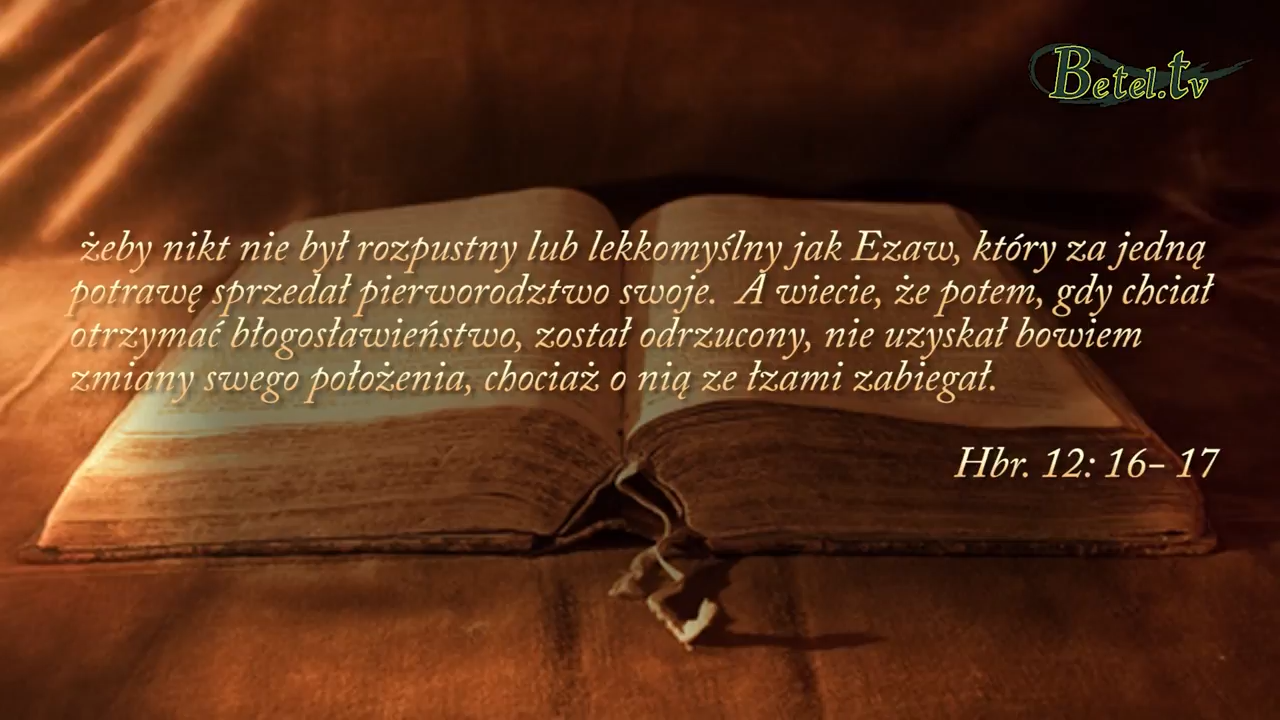 Betel.tv
żeby nikt nie był rozpustny lub lekkomyślny jak Ezaw, który za jedną
potrawę sprzedał pierworodztwo swoje.  A wiecie, że potem, gdy chciał
otrzymać błogosławieństwo, został odrzucony, nie uzyskał bowiem
zmiany swego położenia, chociaż o nią ze łzami zabiegał.
Hbr. 12: 16- 17